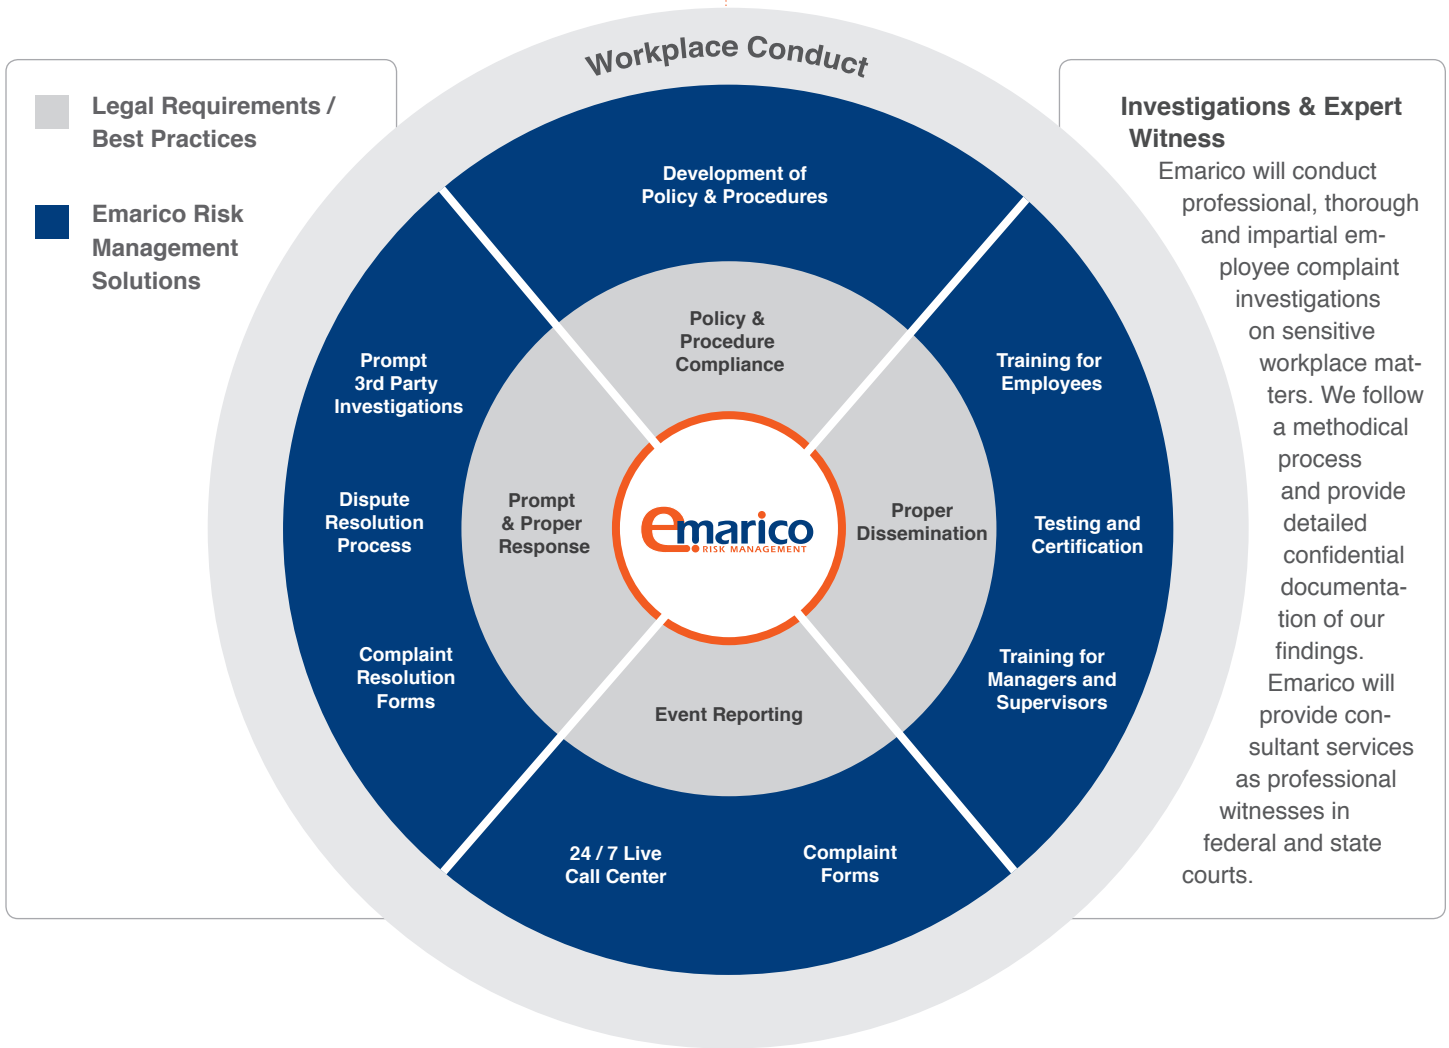 Workplace Conduct
Legal Requirements /
Best Practices
Emarico Risk
Management
Solutions
Development of
Policy & Procedures
Policy &
Procedure
Compliance
Prompt
3rd Party
Investigations
Dispute
Resolution
Process
Complaint
Resolution
Forms
Prompt
& Proper
Response
emarico
RISK MANAGEMENT
Proper
Dissemination
Training for
Employees
Testing and
Certification
Training for
Managers and
Supervisors
Event Reporting
24 / 7 Live
Call Center
Complaint
Forms
Investigations & Expert
Witness
Emarico will conduct
professional, thorough
and impartial em-
ployee complaint
investigations
on sensitive
workplace mat-
ters. We follow
a methodical
process
and provide
detailed
confidential
documenta-
tion of our
findings.
Emarico will
provide con-
sultant services
as professional
witnesses in
federal and state
courts.